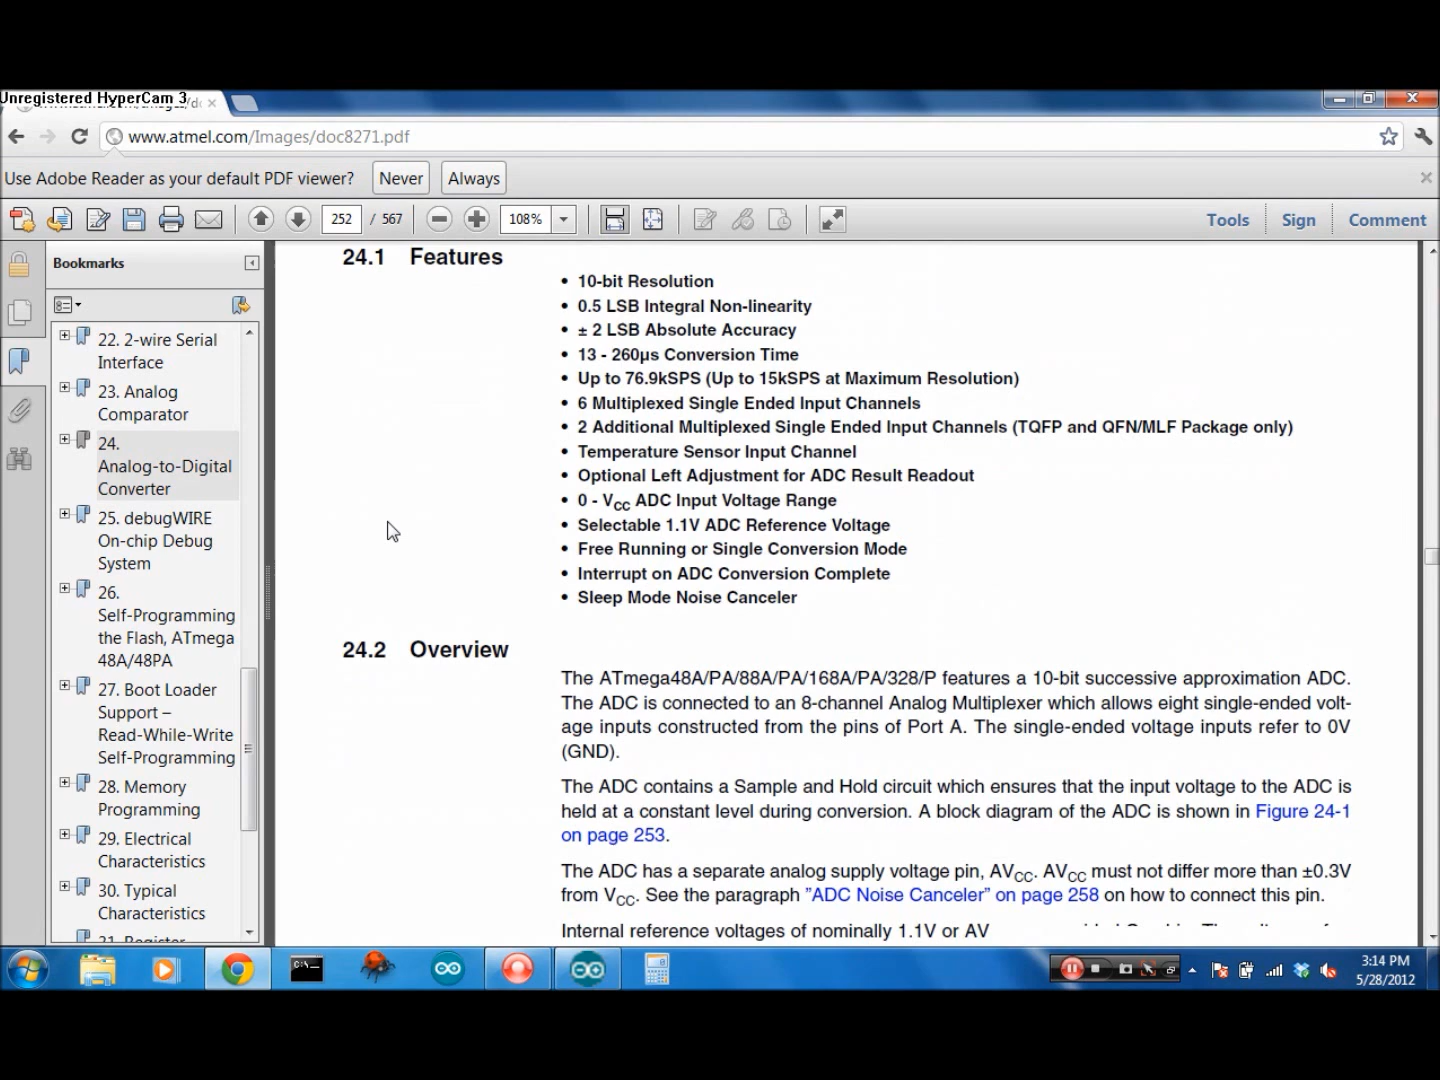 Unregistered HyperCam 3
www.atmel.com/Images/doc8271.pdf
Use Adobe Reader as your default PDF viewer? Never Always
252 / 567 108% Tools Sign Comment
Bookmarks
22. 2-wire Serial
Interface
23. Analog
Comparator
24.
Analog-to-Digital
Converter
25. debugWIRE
On-chip Debug
System
26.
Self-Programming
the Flash, ATmega
48A/48PA
27. Boot Loader
Support –
Read-While-Write
Self-Programming
28. Memory
Programming
29. Electrical
Characteristics
30. Typical
Characteristics
31. Register
24.1 Features
• 10-bit Resolution
• 0.5 LSB Integral Non-linearity
• ± 2 LSB Absolute Accuracy
• 13 - 260µs Conversion Time
• Up to 76.9kSPS (Up to 15kSPS at Maximum Resolution)
• 6 Multiplexed Single Ended Input Channels
• 2 Additional Multiplexed Single Ended Input Channels (TQFP and QFN/MLF Package only)
• Temperature Sensor Input Channel
• Optional Left Adjustment for ADC Result Readout
• 0 - VCC ADC Input Voltage Range
• Selectable 1.1V ADC Reference Voltage
• Free Running or Single Conversion Mode
• Interrupt on ADC Conversion Complete
• Sleep Mode Noise Canceler
24.2 Overview
The ATmega48A/PA/88A/PA/168A/PA/328/P features a 10-bit successive approximation ADC.
The ADC is connected to an 8-channel Analog Multiplexer which allows eight single-ended volt-
age inputs constructed from the pins of Port A. The single-ended voltage inputs refer to 0V
(GND).
The ADC contains a Sample and Hold circuit which ensures that the input voltage to the ADC is
held at a constant level during conversion. A block diagram of the ADC is shown in Figure 24-1
on page 253.
The ADC has a separate analog supply voltage pin, AVCC. AVCC must not differ more than ±0.3V
from VCC. See the paragraph "ADC Noise Canceler" on page 258 on how to connect this pin.
Internal reference voltages of nominally 1.1V or AV
C:\
3:14 PM
5/28/2012